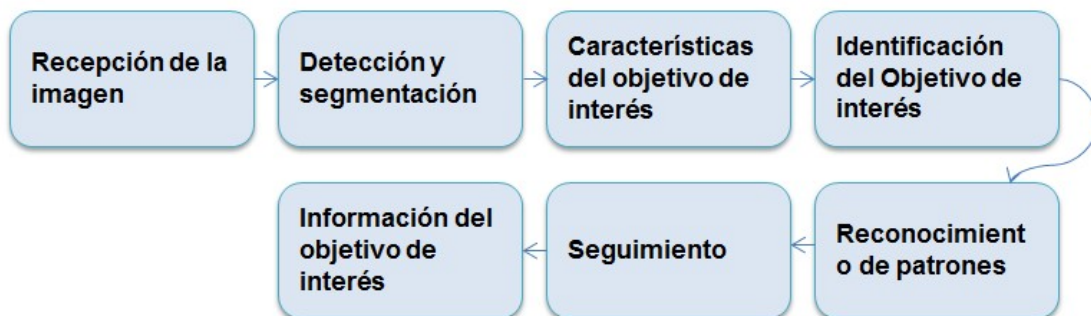 Recepción de la
imagen
Detección y
segmentación
Características
del objetivo de
interés
Identificación
del Objetivo de
interés
Reconocimient
o de patrones
Seguimiento
Información del
objetivo de
interés